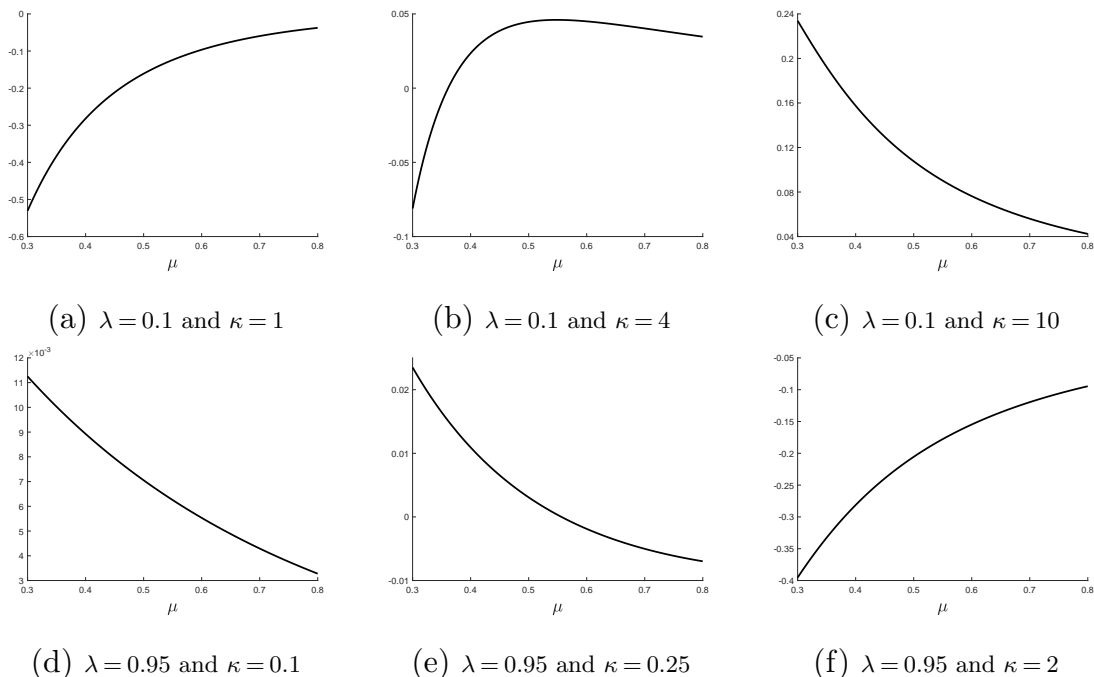 0
-0.1
-0.2
-0.3
-0.4
-0.5
-0.6
0.3 0.4 0.5 0.6 0.7 0.8
μ
(a) λ = 0.1 and κ = 1
0.05
0
-0.05
-0.1
0.3 0.4 0.5 0.6 0.7 0.8
μ
(b) λ = 0.1 and κ = 4
0.24
0.2
0.16
0.12
0.08
0.04
0.3 0.4 0.5 0.6 0.7 0.8
μ
(c) λ = 0.1 and κ = 10
×10-3
12
11
10
9
8
7
6
5
4
3
0.3 0.4 0.5 0.6 0.7 0.8
μ
(d) λ = 0.95 and κ = 0.1
0.02
0.01
0
-0.01
0.3 0.4 0.5 0.6 0.7 0.8
μ
(e) λ = 0.95 and κ = 0.25
-0.05
-0.1
-0.15
-0.2
-0.25
-0.3
-0.35
-0.4
0.3 0.4 0.5 0.6 0.7 0.8
μ
(f) λ = 0.95 and κ = 2